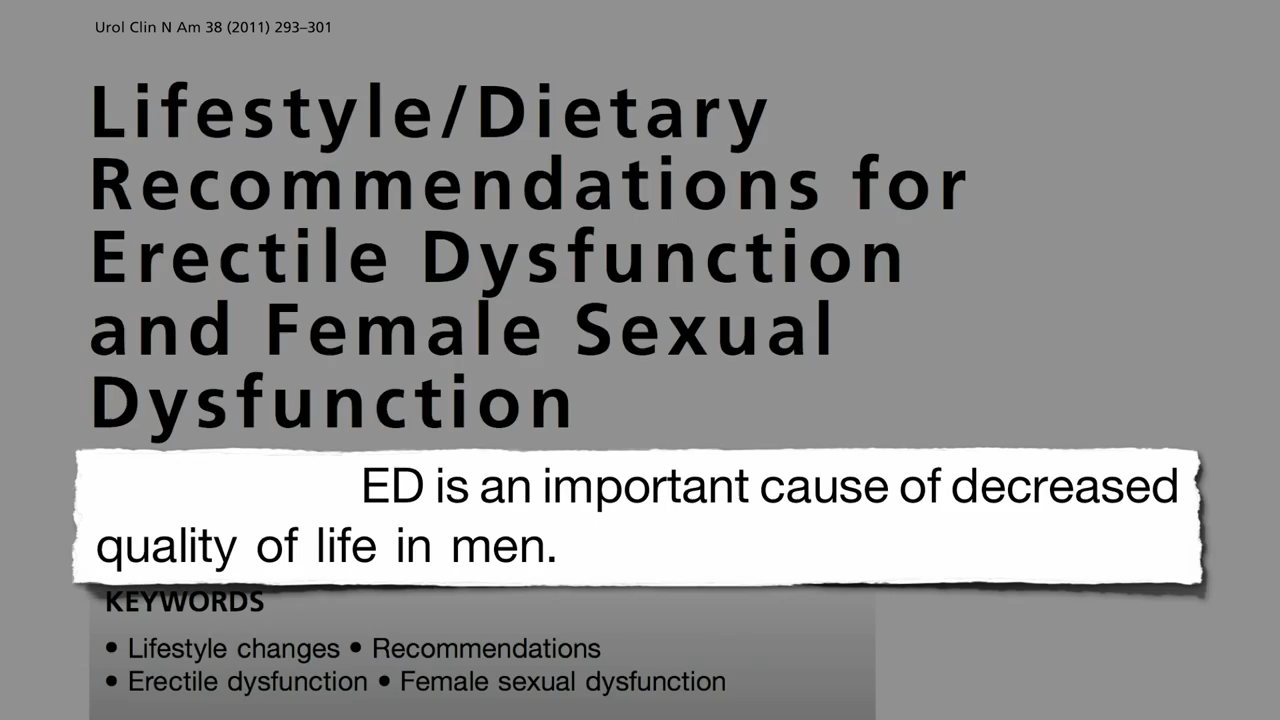 Urol Clin N Am 38 (2011) 293–301
Lifestyle/Dietary
Recommendations for
Erectile Dysfunction
and Female Sexual
Dysfunction
ED is an important cause of decreased
quality of life in men.
KEYWORDS
• Lifestyle changes • Recommendations
• Erectile dysfunction • Female sexual dysfunction